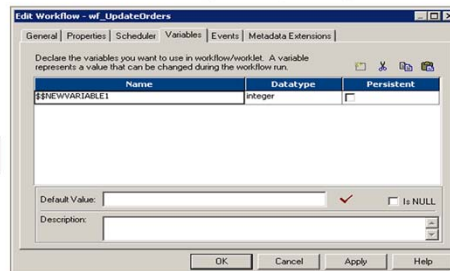 Edit Workflow - wf_UpdateOrders
General Properties Scheduler Variables Events Metadata Extensions
Declare the variables you want to use in workflow/worklet. A variable
represents a value that can be changed during the workflow run.
Name Datatype Persistent
$$NEWVARIABLE1 integer
Default Value: Is NULL
Description:
OK Cancel Apply Help